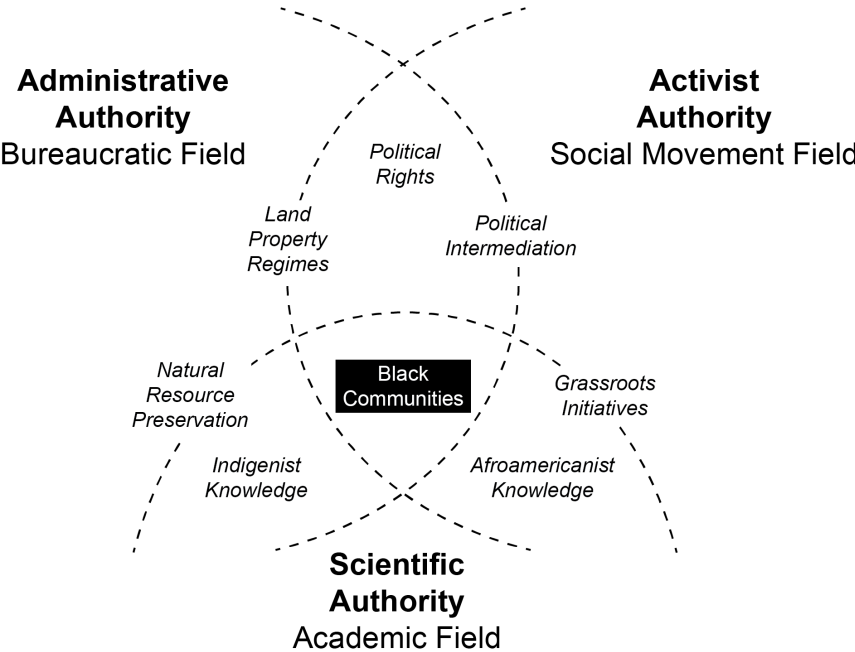 Administrative
Authority
Bureaucratic Field
Activist
Authority
Social Movement Field
Political
Rights
Land
Property
Regimes
Political
Intermediation
Natural
Resource
Preservation
Black
Communities
Grassroots
Initiatives
Indigenist
Knowledge
Afroamericanist
Knowledge
Scientific
Authority
Academic Field